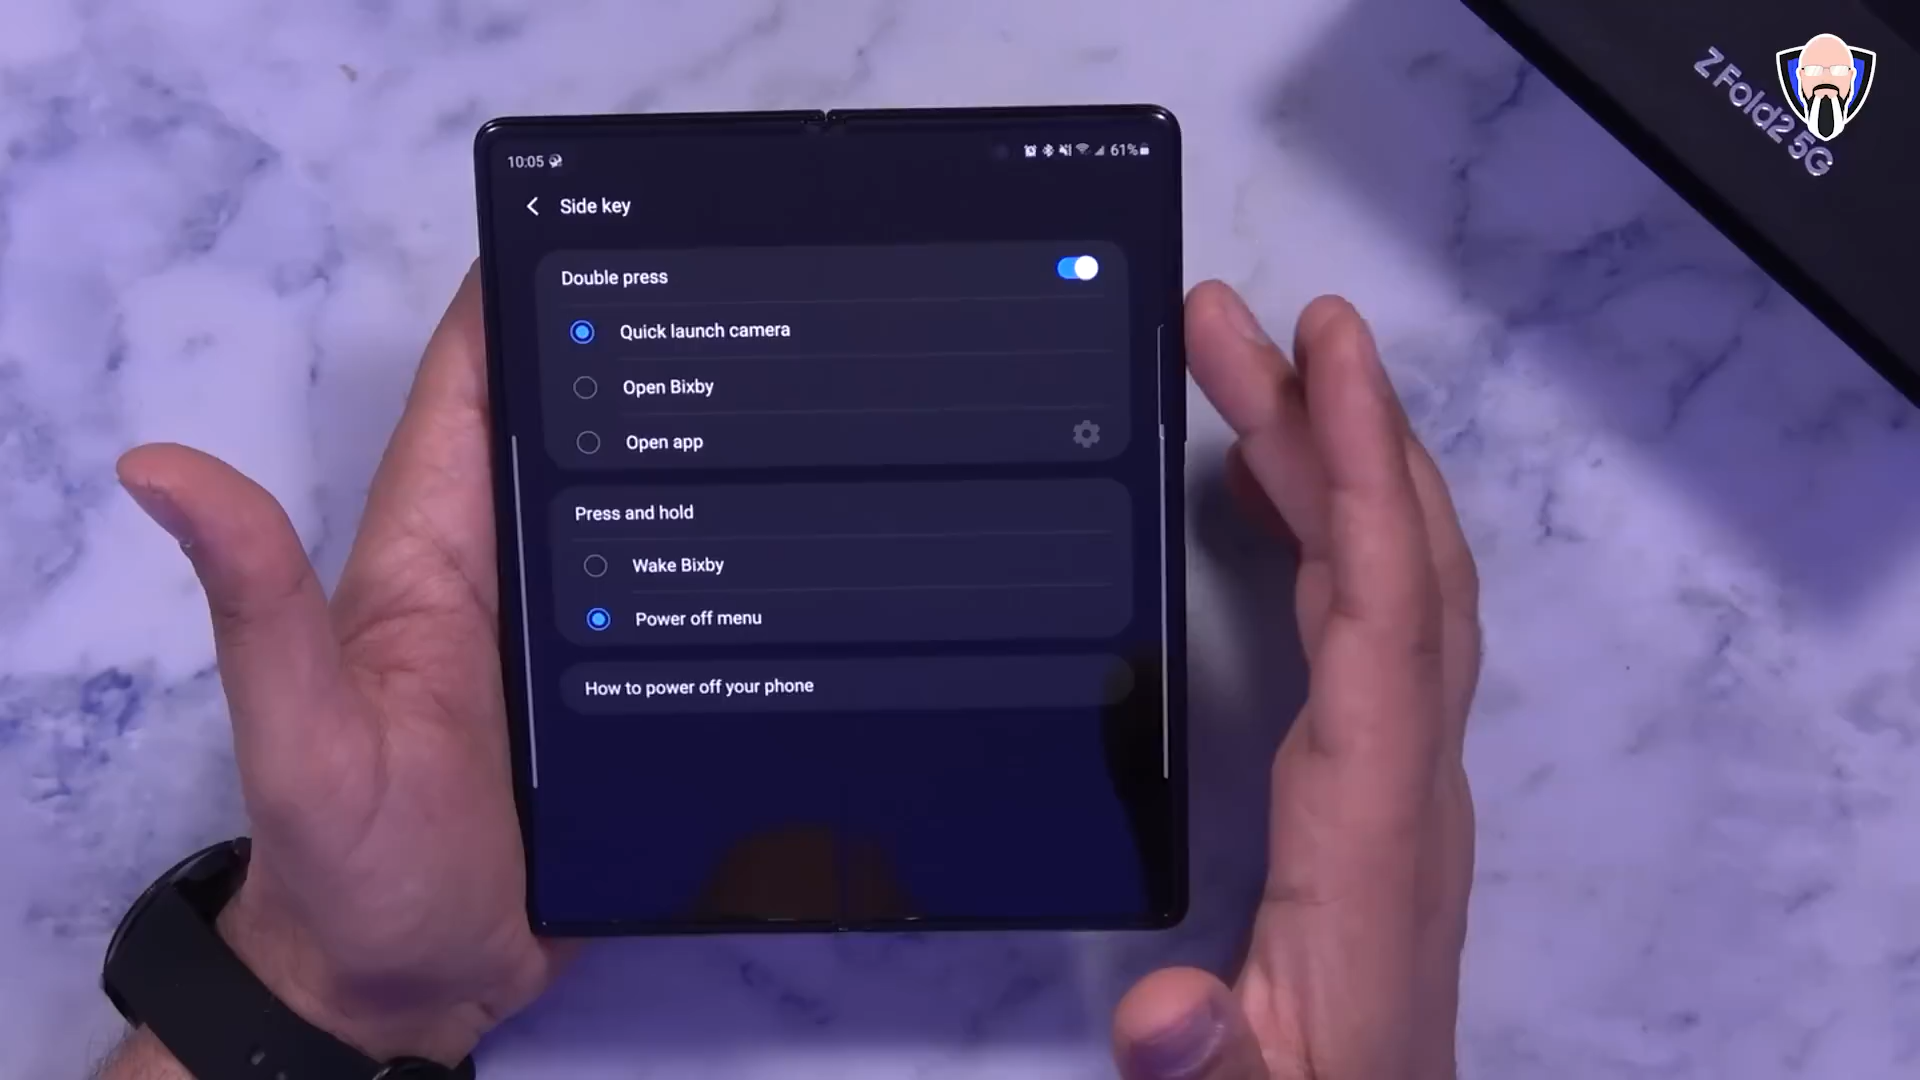 Z Fold2 5G
10:05
61%
Side key
Double press
Quick launch camera
Open Bixby
Open app
Press and hold
Wake Bixby
Power off menu
How to power off your phone